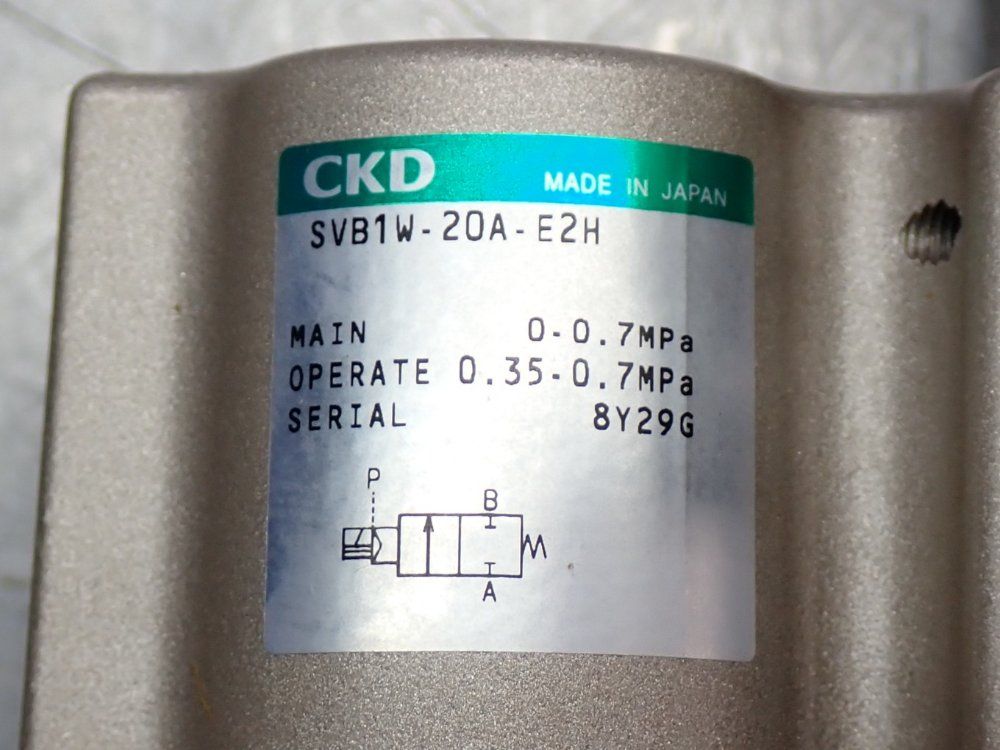 CKD
MADE IN JAPAN
SVB1W-20A-E2H
MAIN 0-0.7MPa
OPERATE 0.35-0.7MPa
SERIAL 8Y29G
P
B
A